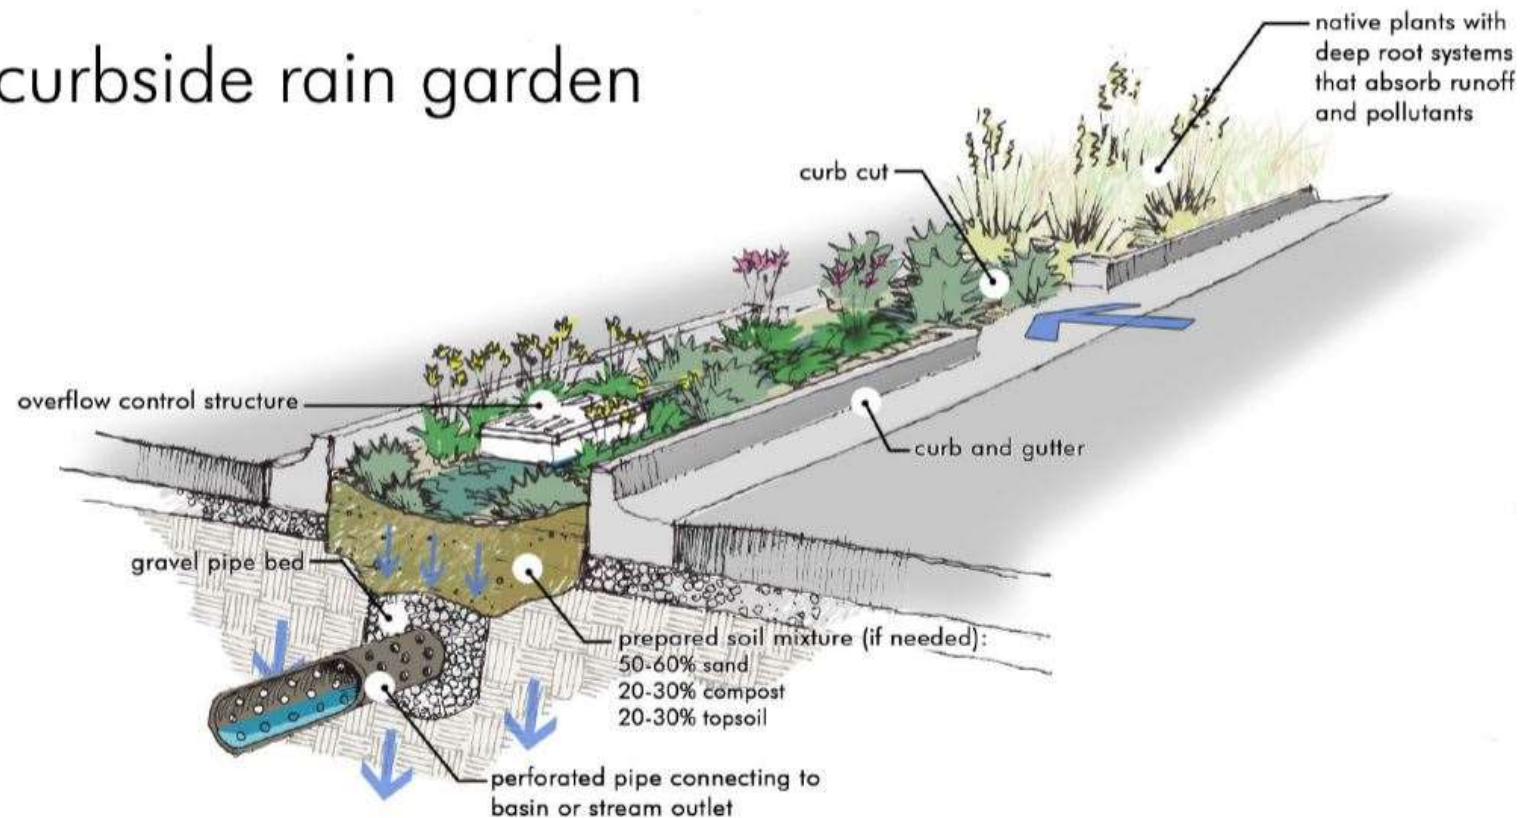 curbside rain garden
native plants with
deep root systems
that absorb runoff
and pollutants
curb cut
overflow control structure
curb and gutter
gravel pipe bed
prepared soil mixture (if needed):
50-60% sand
20-30% compost
20-30% topsoil
perforated pipe connecting to
basin or stream outlet